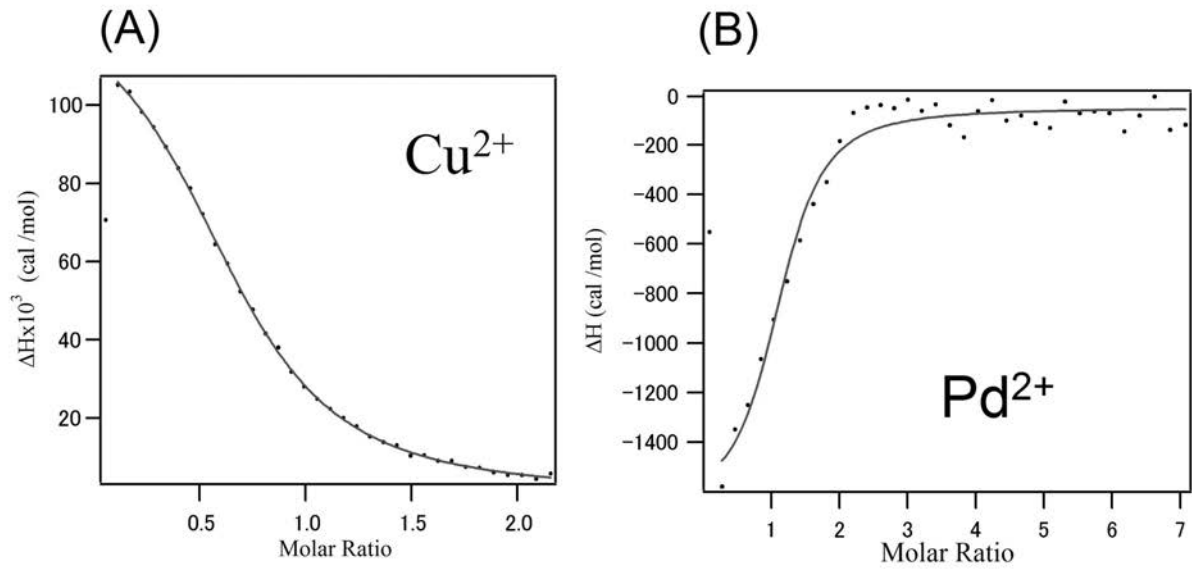 (A)
100
80
60
40
20
ΔHx10³ (cal /mol)
Cu²⁺
0.5 1.0 1.5 2.0
Molar Ratio
(B)
0
-200
-400
-600
-800
-1000
-1200
-1400
ΔH (cal /mol)
Pd²⁺
1 2 3 4 5 6 7
Molar Ratio